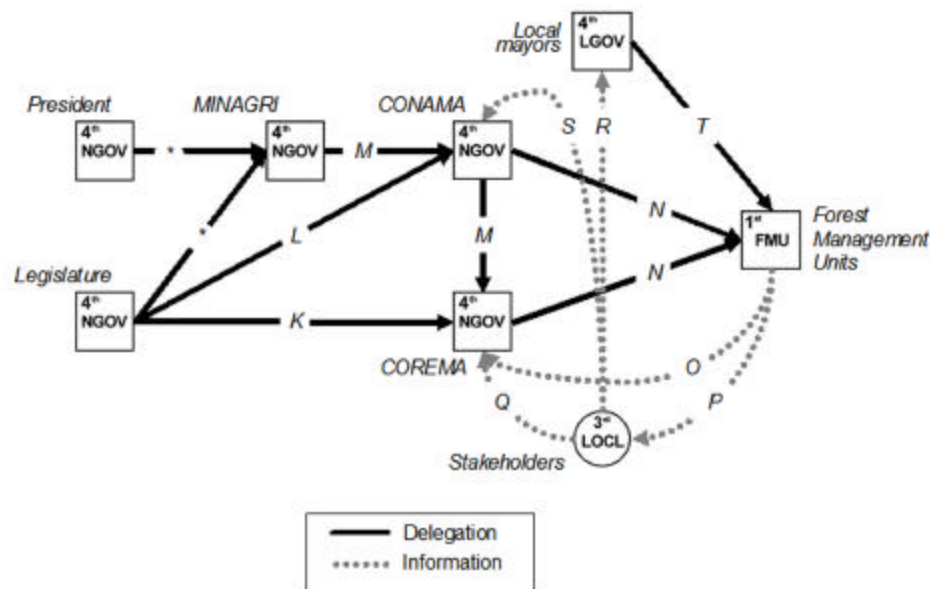 Local
mayors
4th
LGOV
President
MINAGRI
CONAMA
S
R
T
4th
NGOV
*
4th
NGOV
M
4th
NGOV
N
L
M
*
1st
FMU
Forest
Management
Units
Legislature
N
4th
NGOV
K
4th
NGOV
COREMA
O
Q
P
3rd
LOCL
Stakeholders
Delegation
Information